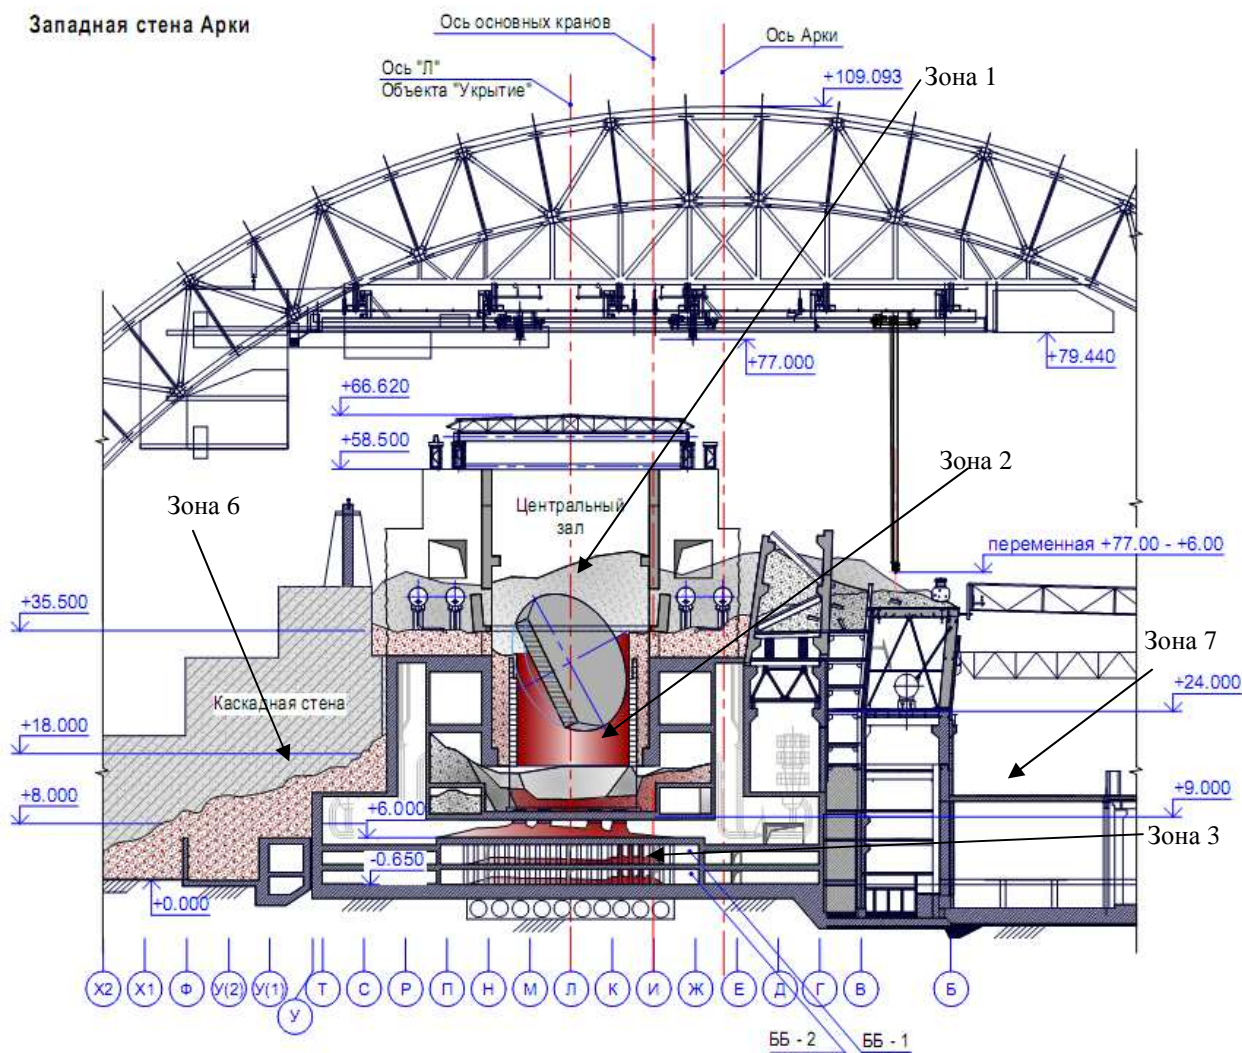 Западная стена Арки
Ось основных кранов
Ось Арки
Ось "Л"
Объекта "Укрытие"
+109.093
Зона 1
+77.000
+79.440
+66.620
+58.500
Зона 2
Центральный
зал
Зона 6
переменная +77.00 - +6.00
+35.500
Зона 7
Каскадная стена
+24.000
+18.000
+8.000
+9.000
+6.000
Зона 3
-0.650
+0.000
Х2 Х1 Ф У(2) У(1) У Т С Р П Н М Л К И Ж Е Д Г В Б
ББ - 2 ББ - 1